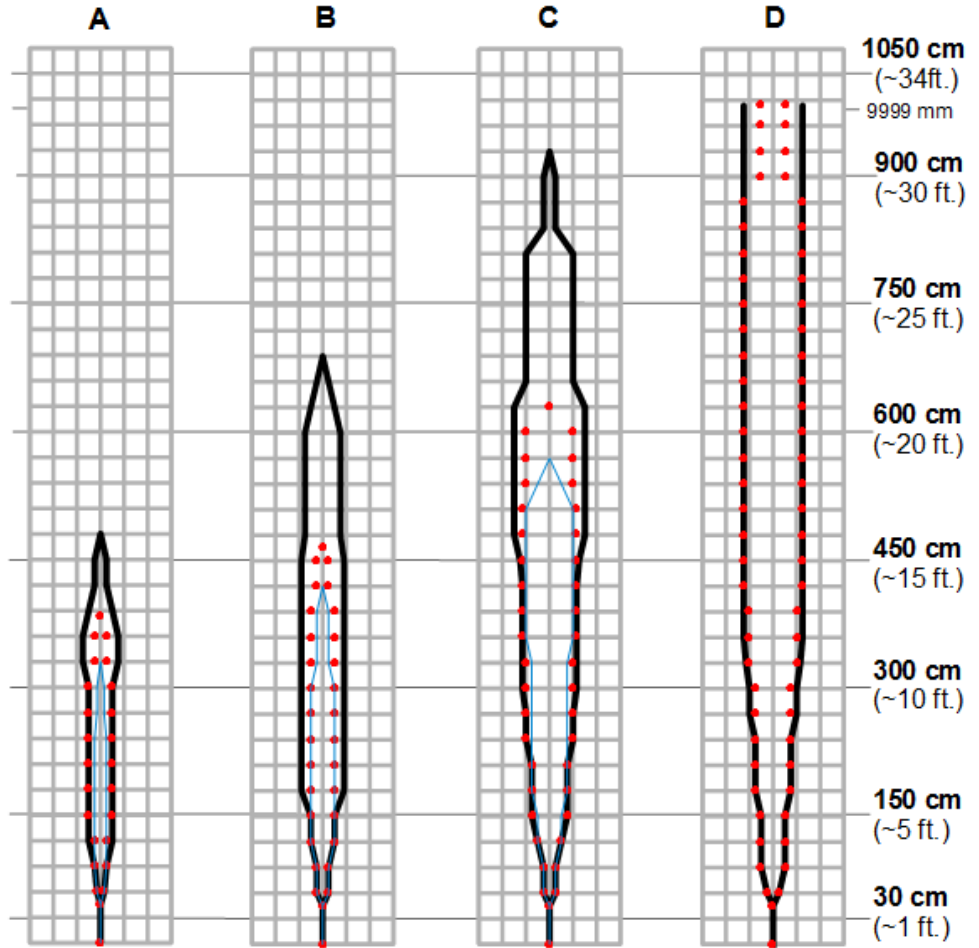 A B C D
1050 cm
(~34ft.)
9999 mm
900 cm
(~30 ft.)
750 cm
(~25 ft.)
600 cm
(~20 ft.)
450 cm
(~15 ft.)
300 cm
(~10 ft.)
150 cm
(~5 ft.)
30 cm
(~1 ft.)